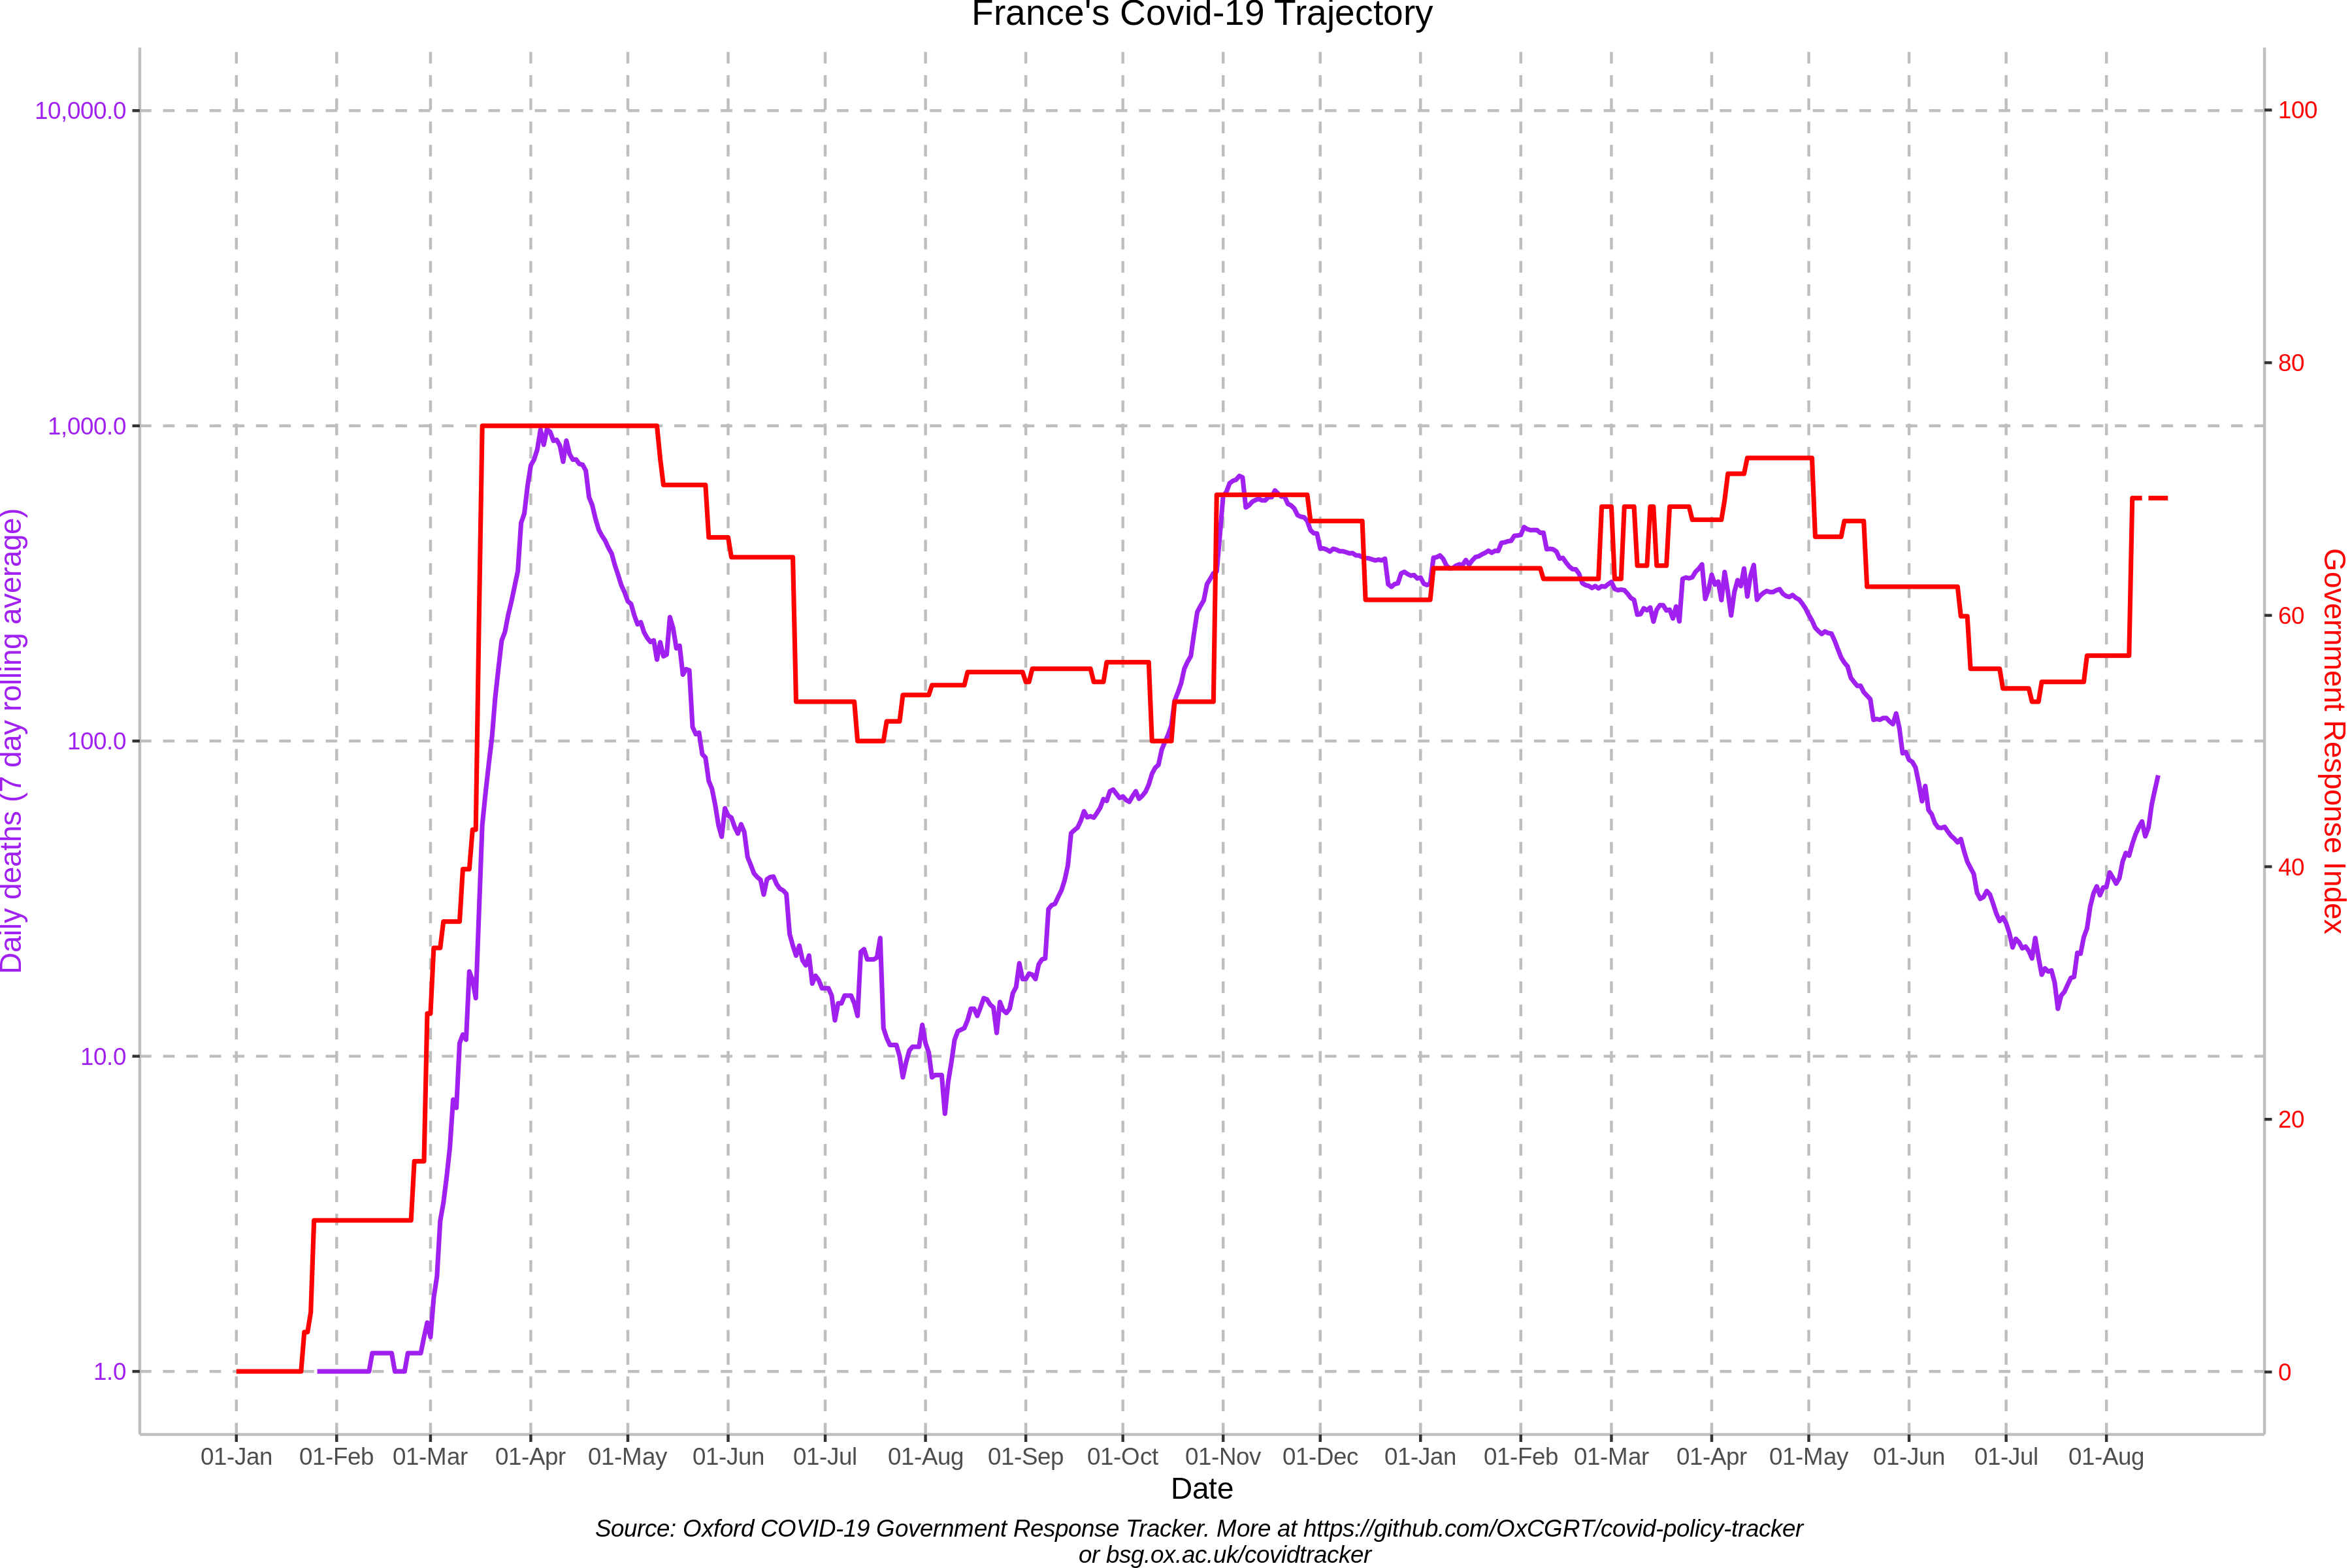 France's Covid-19 Trajectory
10,000.0
1,000.0
100.0
10.0
1.0
Daily deaths (7 day rolling average)
100
80
60
40
20
0
Government Response Index
01-Jan 01-Feb 01-Mar 01-Apr 01-May 01-Jun 01-Jul 01-Aug 01-Sep 01-Oct 01-Nov 01-Dec 01-Jan 01-Feb 01-Mar 01-Apr 01-May 01-Jun 01-Jul 01-Aug
Date
Source: Oxford COVID-19 Government Response Tracker. More at https://github.com/OxCGRT/covid-policy-tracker
or bsg.ox.ac.uk/covidtracker